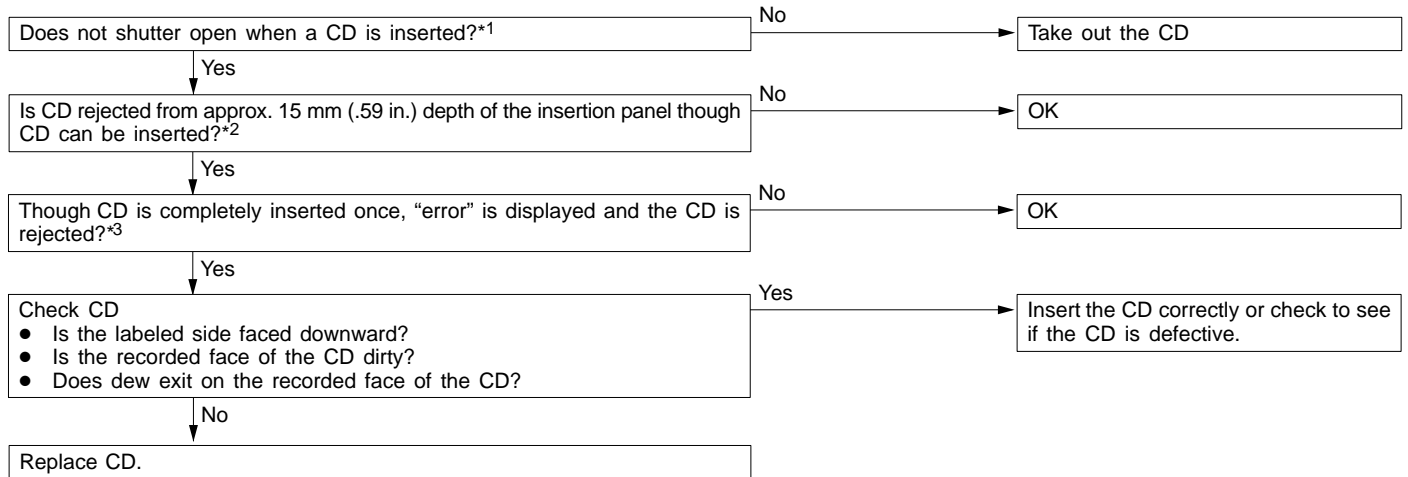 Does not shutter open when a CD is inserted?*1
No
Take out the CD
Yes
Is CD rejected from approx. 15 mm (.59 in.) depth of the insertion panel though
CD can be inserted?*2
No
OK
Yes
Though CD is completely inserted once, “error” is displayed and the CD is
rejected?*3
No
OK
Yes
Check CD
● Is the labeled side faced downward?
● Is the recorded face of the CD dirty?
● Does dew exit on the recorded face of the CD?
Yes
Insert the CD correctly or check to see
if the CD is defective.
No
Replace CD.